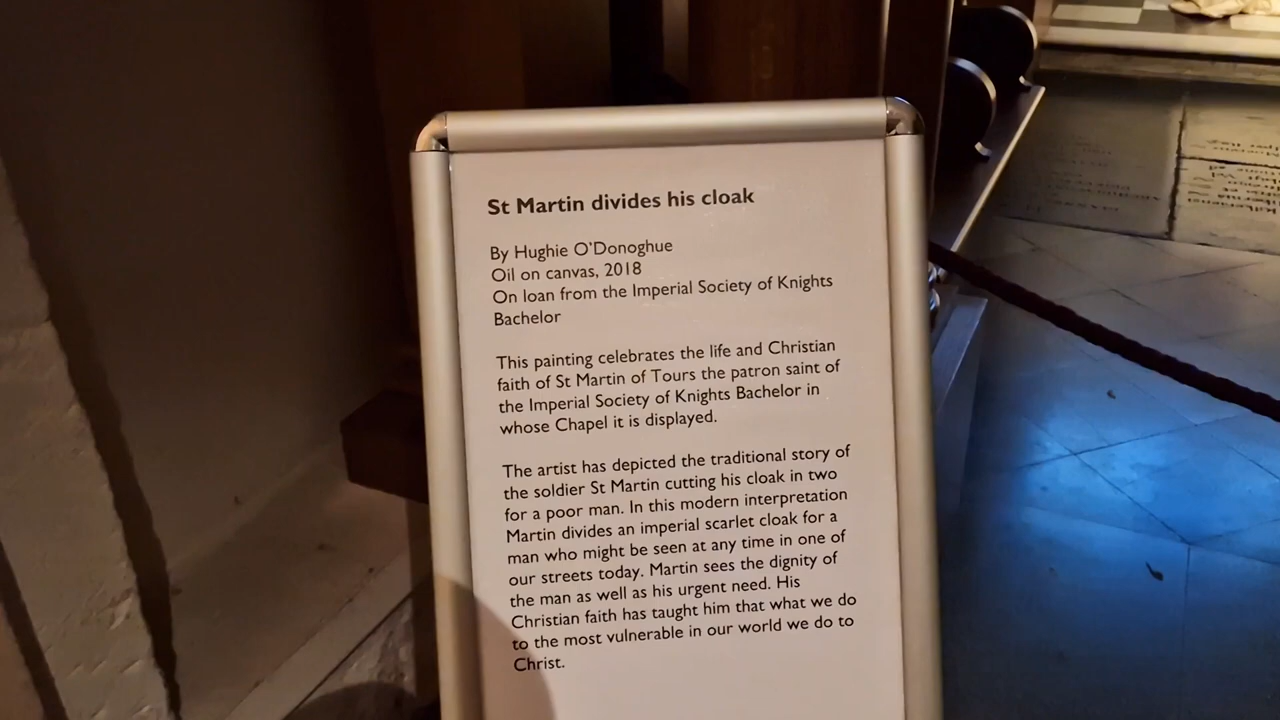 St Martin divides his cloak
By Hughie O'Donoghue
Oil on canvas, 2018
On loan from the Imperial Society of Knights
Bachelor
This painting celebrates the life and Christian
faith of St Martin of Tours the patron saint of
the Imperial Society of Knights Bachelor in
whose Chapel it is displayed.
The artist has depicted the traditional story of
the soldier St Martin cutting his cloak in two
for a poor man. In this modern interpretation
Martin divides an imperial scarlet cloak for a
man who might be seen at any time in one of
our streets today. Martin sees the dignity of
the man as well as his urgent need. His
Christian faith has taught him that what we do
to the most vulnerable in our world we do to
Christ.